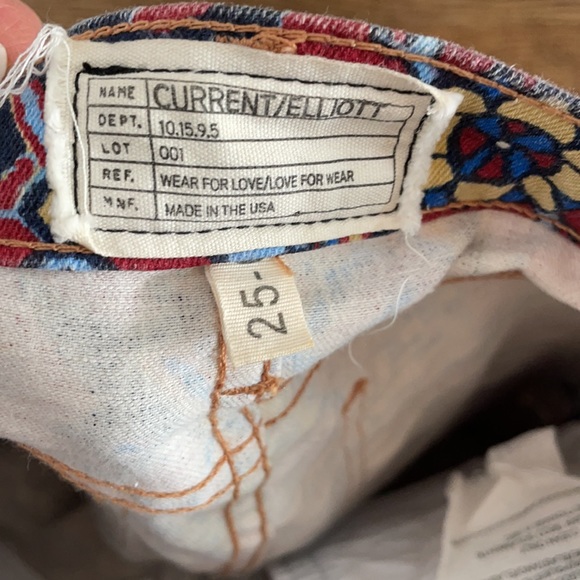 NAME CURRENT/ELLIOTT
DEPT. 10.15.9.5
LOT 001
REF. WEAR FOR LOVE/LOVE FOR WEAR
MNF. MADE IN THE USA
25-